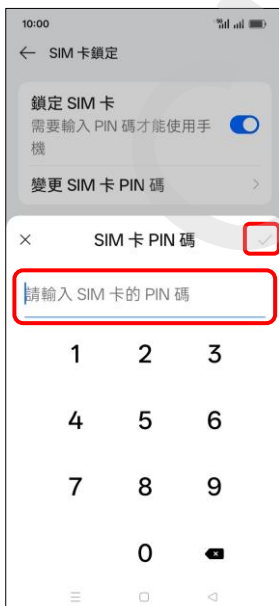 10:00
SIM 卡鎖定
鎖定 SIM 卡
需要輸入 PIN 碼才能使用手
機
變更 SIM 卡 PIN 碼
SIM 卡 PIN 碼
請輸入 SIM 卡的 PIN 碼
1 2 3
4 5 6
7 8 9
0